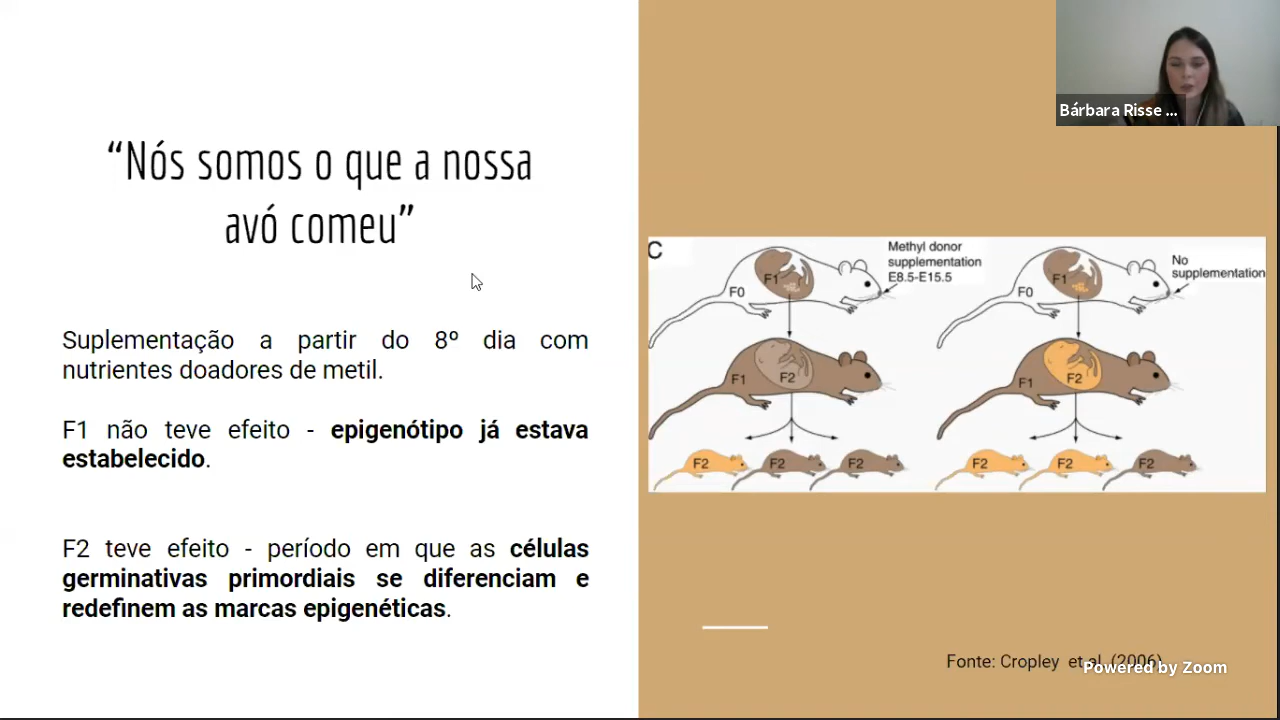 “Nós somos o que a nossa
avó comeu”
Suplementação a partir do 8º dia com
nutrientes doadores de metil.
F1 não teve efeito - epigenótipo já estava
estabelecido.
F2 teve efeito - período em que as células
germinativas primordiais se diferenciam e
redefinem as marcas epigenéticas.
Bárbara Risse ...
C
Methyl donor
supplementation
E8.5-E15.5
F1
F0
No
supplementation
F1
F0
F1
F2
F1
F2
F2
F2
F2
F2
F2
F2
Fonte: Cropley et al. (2006)
Powered by Zoom